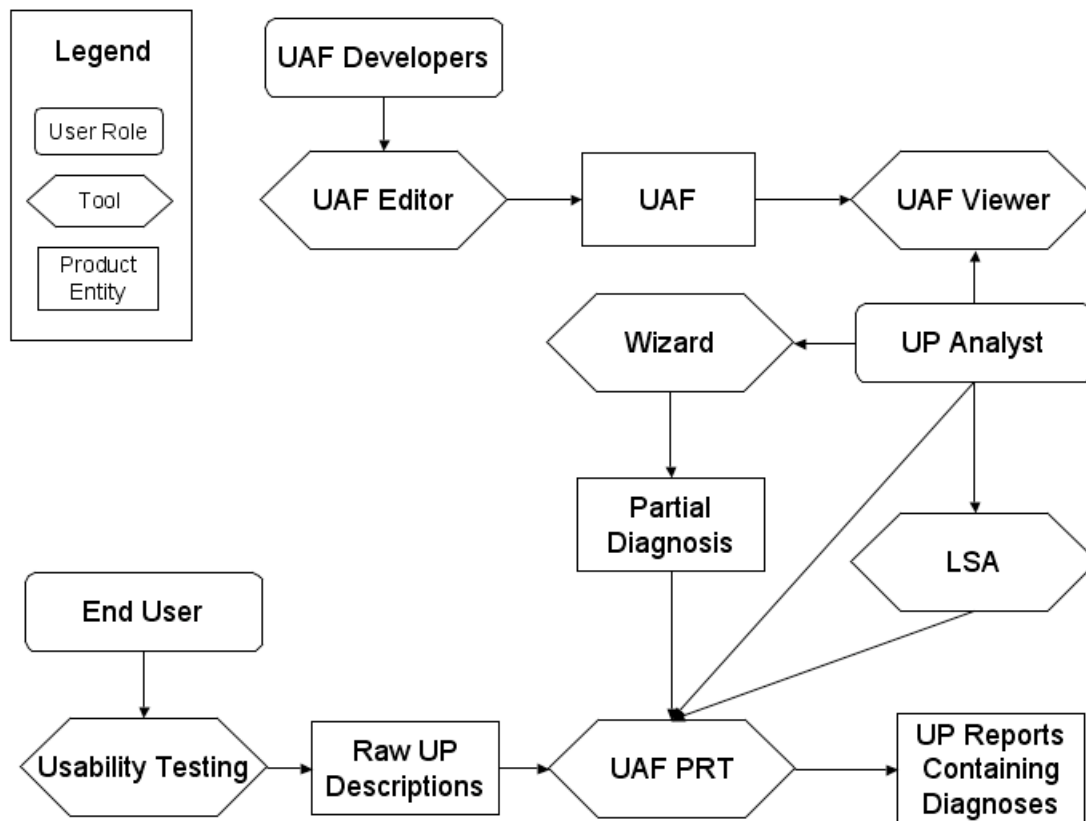 Legend
User Role
Tool
Product
Entity
UAF Developers
UAF Editor
UAF
UAF Viewer
Wizard
UP Analyst
Partial
Diagnosis
LSA
End User
Usability Testing
Raw UP
Descriptions
UAF PRT
UP Reports
Containing
Diagnoses